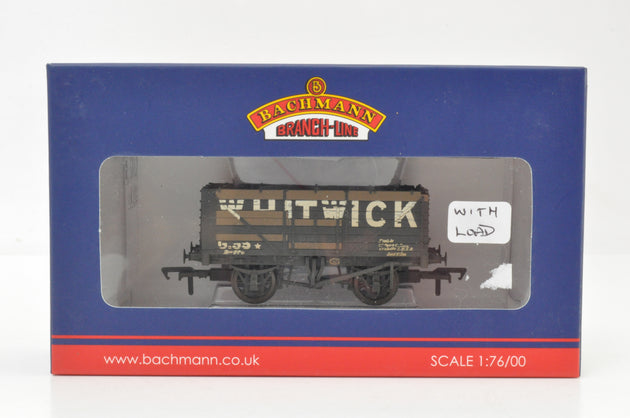 B
BACHMANN
BRANCH-LINE
WHITWICK
WITH
LOAD
www.bachmann.co.uk
SCALE 1:76/00